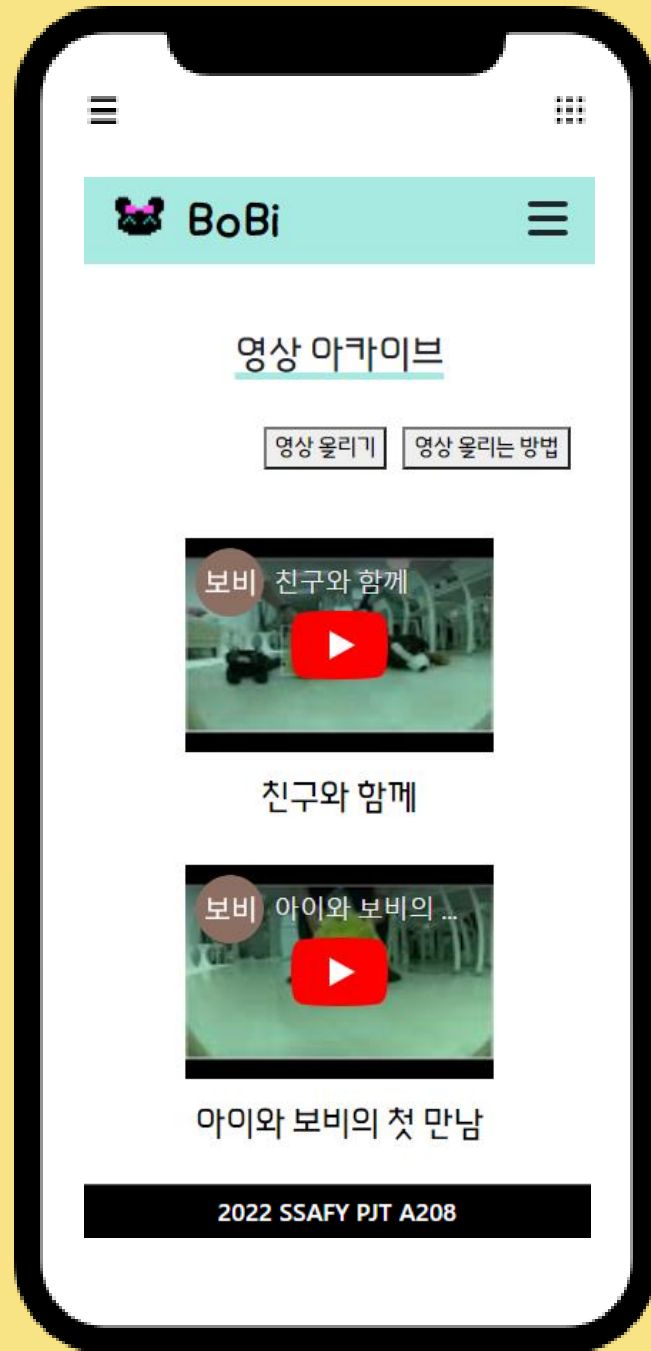 BoBi
영상 아카이브
영상 올리기 영상 올리는 방법
보비 친구와 함께
친구와 함께
보비 아이와 보비의 ...
아이와 보비의 첫 만남
2022 SSAFY PJT A208